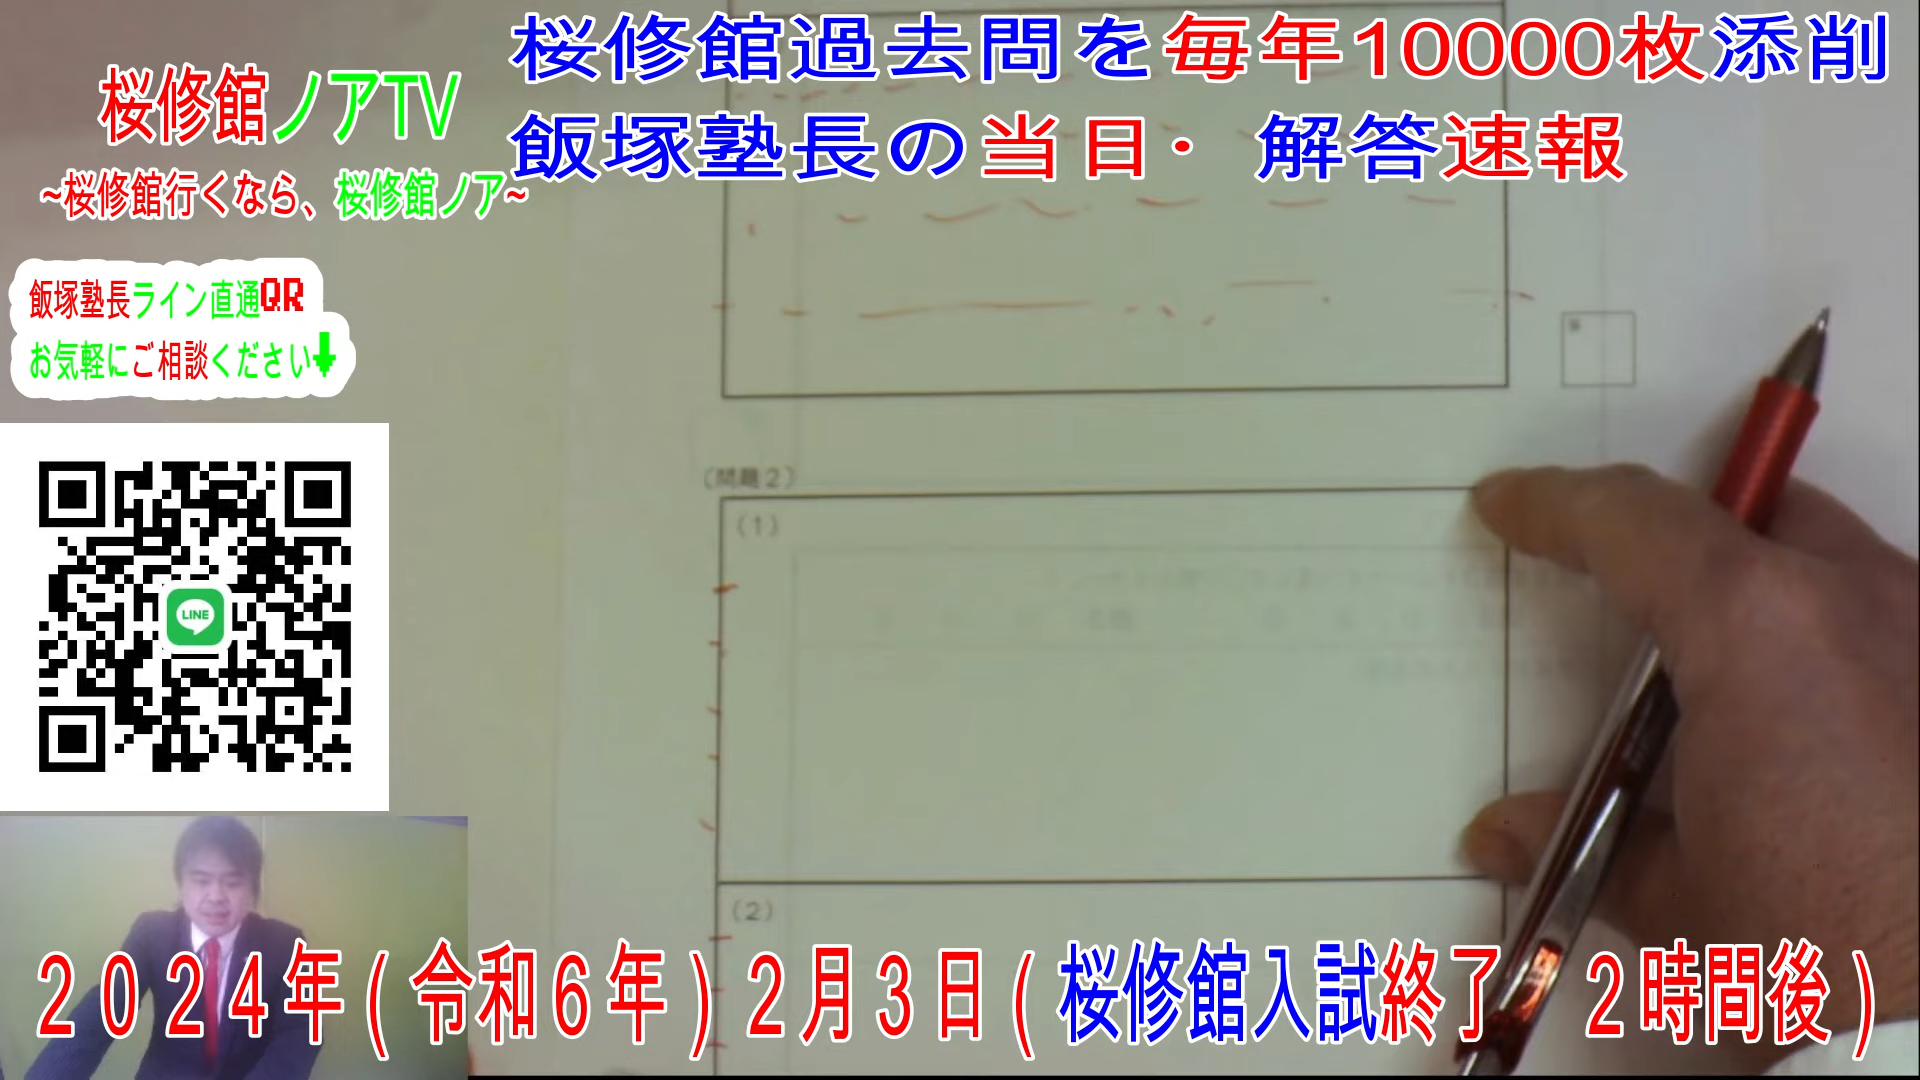 桜修館過去問を毎年10000枚添削
飯塚塾長の当日・解答速報
桜修館ノアTV
~桜修館行くなら、桜修館ノア~
飯塚塾長ライン直通QR
お気軽にご相談ください⬇
LINE
(問題2)
(1)
(2)
2024年(令和6年)2月3日(桜修館入試終了 2時間後)